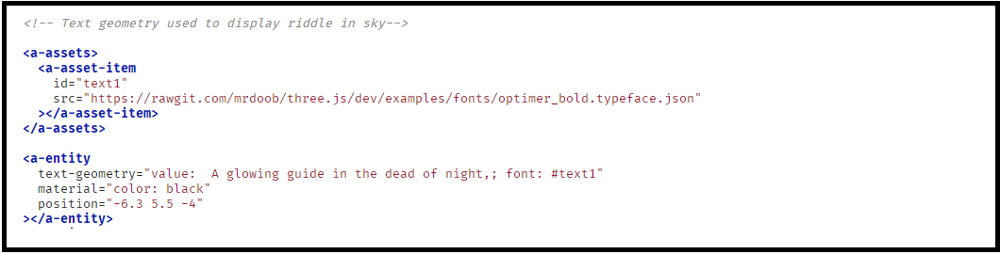 <!-- Text geometry used to display riddle in sky-->
<a-assets>
<a-asset-item
id="text1"
src="https://rawgit.com/mrdoob/three.js/dev/examples/fonts/optimer_bold.typeface.json"
></a-asset-item>
</a-assets>
<a-entity
text-geometry="value:  A glowing guide in the dead of night,; font: #text1"
material="color: black"
position="-6.3 5.5 -4"
></a-entity>